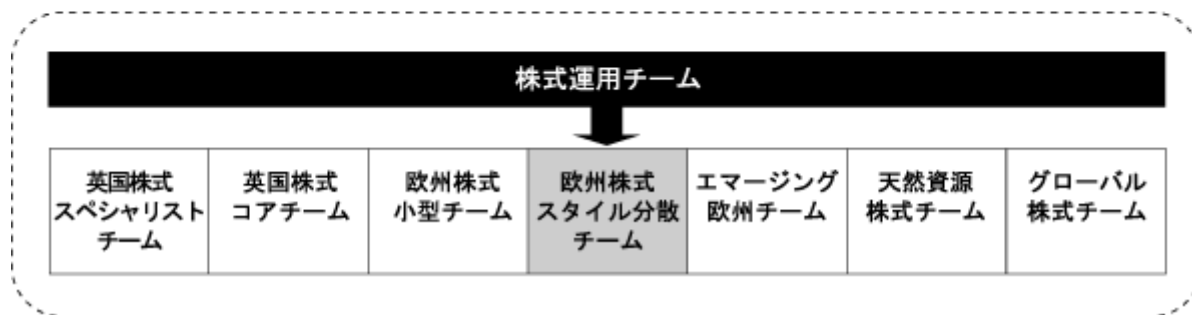 株式運用チーム
英国株式
スペシャリスト
チーム
英国株式
コアチーム
欧州株式
小型チーム
欧州株式
スタイル分散
チーム
エマージング
欧州チーム
天然資源
株式チーム
グローバル
株式チーム